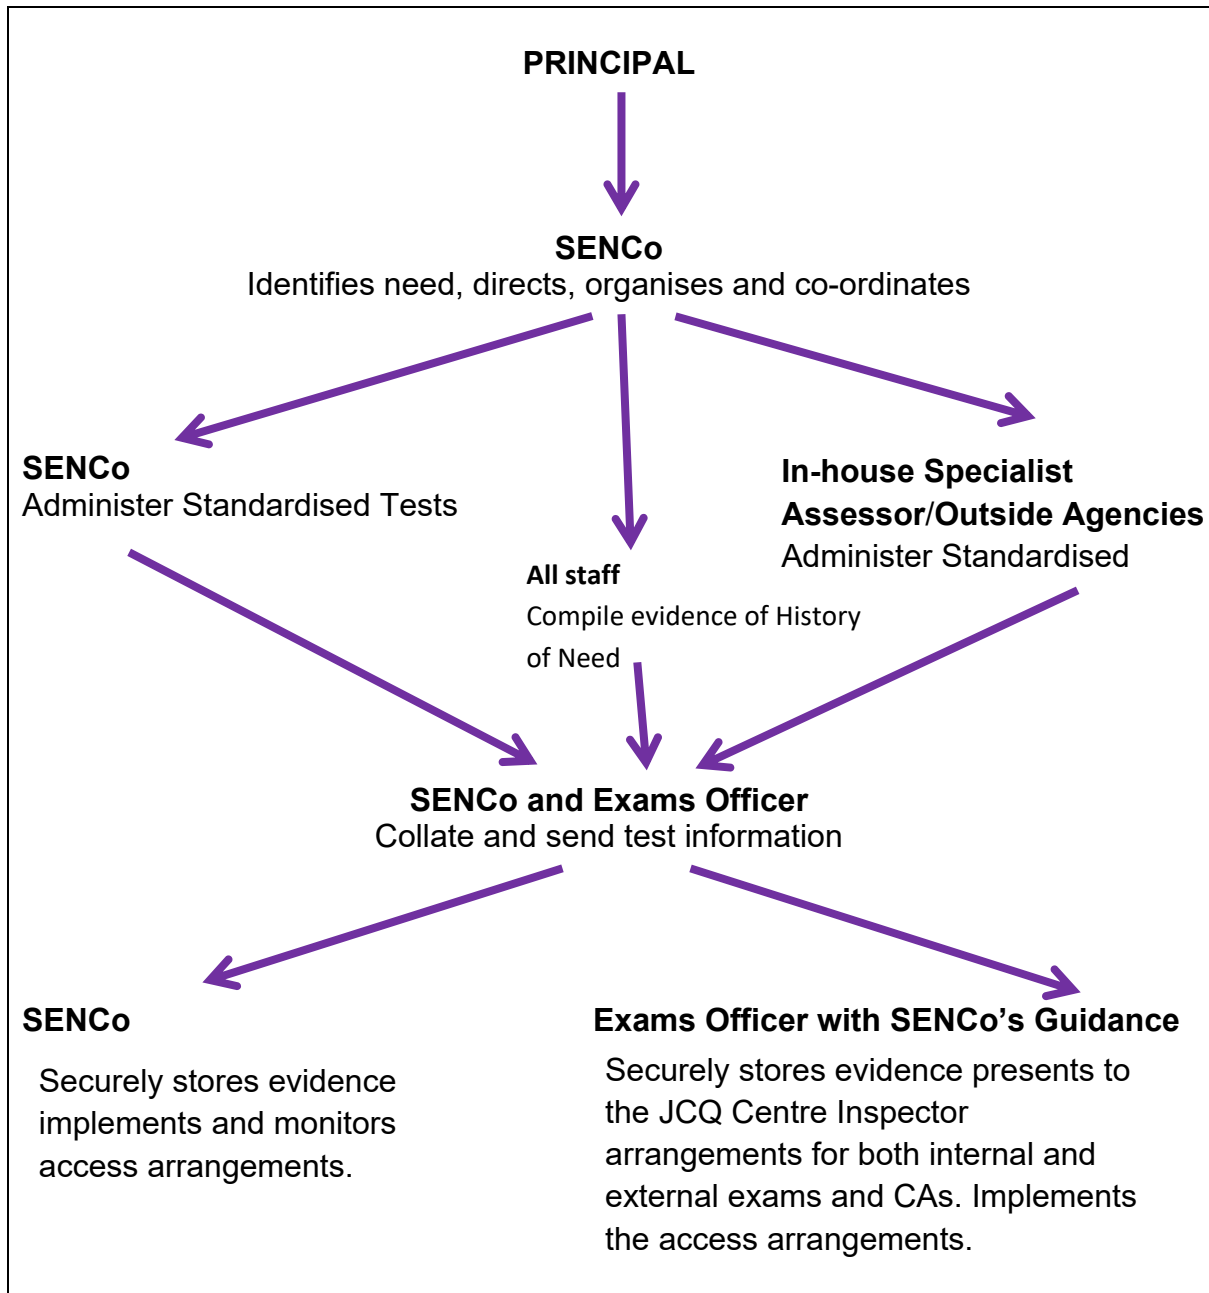 PRINCIPAL
SENCo
Identifies need, directs, organises and co-ordinates
SENCo
Administer Standardised Tests
All staff
Compile evidence of History
of Need
In-house Specialist
Assessor/Outside Agencies
Administer Standardised
SENCo and Exams Officer
Collate and send test information
SENCo
Securely stores evidence
implements and monitors
access arrangements.
Exams Officer with SENCo’s Guidance
Securely stores evidence presents to
the JCQ Centre Inspector
arrangements for both internal and
external exams and CAs. Implements
the access arrangements.